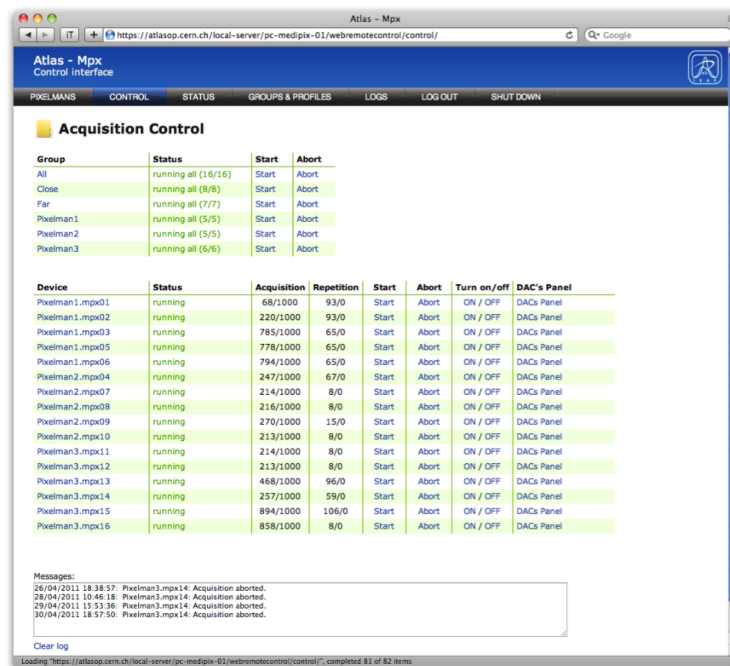 Atlas - Mpx
iT
https://atlasop.cern.ch/local-server/pc-medipix-01/webremotecontrol/control/
Google
Atlas - Mpx
Control interface
PIXELMANS CONTROL STATUS GROUPS & PROFILES LOGS LOG OUT SHUT DOWN
Acquisition Control
Group Status Start Abort
All running all (16/16) Start Abort
Close running all (8/8) Start Abort
Far running all (7/7) Start Abort
Pixelman1 running all (5/5) Start Abort
Pixelman2 running all (5/5) Start Abort
Pixelman3 running all (6/6) Start Abort
Device Status Acquisition Repetition Start Abort Turn on/off DAC's Panel
Pixelman1.mpx01 running 68/1000 93/0 Start Abort ON / OFF DACs Panel
Pixelman1.mpx02 running 220/1000 93/0 Start Abort ON / OFF DACs Panel
Pixelman1.mpx03 running 785/1000 65/0 Start Abort ON / OFF DACs Panel
Pixelman1.mpx05 running 778/1000 65/0 Start Abort ON / OFF DACs Panel
Pixelman1.mpx06 running 794/1000 65/0 Start Abort ON / OFF DACs Panel
Pixelman2.mpx04 running 247/1000 67/0 Start Abort ON / OFF DACs Panel
Pixelman2.mpx07 running 214/1000 8/0 Start Abort ON / OFF DACs Panel
Pixelman2.mpx08 running 216/1000 8/0 Start Abort ON / OFF DACs Panel
Pixelman2.mpx09 running 270/1000 15/0 Start Abort ON / OFF DACs Panel
Pixelman2.mpx10 running 213/1000 8/0 Start Abort ON / OFF DACs Panel
Pixelman3.mpx11 running 214/1000 8/0 Start Abort ON / OFF DACs Panel
Pixelman3.mpx12 running 213/1000 8/0 Start Abort ON / OFF DACs Panel
Pixelman3.mpx13 running 468/1000 96/0 Start Abort ON / OFF DACs Panel
Pixelman3.mpx14 running 257/1000 59/0 Start Abort ON / OFF DACs Panel
Pixelman3.mpx15 running 894/1000 106/0 Start Abort ON / OFF DACs Panel
Pixelman3.mpx16 running 858/1000 8/0 Start Abort ON / OFF DACs Panel
Messages:
26/04/2011 18:38:57: Pixelman3.mpx14: Acquisition aborted.
28/04/2011 10:46:18: Pixelman3.mpx14: Acquisition aborted.
29/04/2011 15:53:36: Pixelman3.mpx14: Acquisition aborted.
30/04/2011 18:57:50: Pixelman3.mpx14: Acquisition aborted.
Clear log
Loading "https://atlasop.cern.ch/local-server/pc-medipix-01/webremotecontrol/control/", completed 81 of 82 items